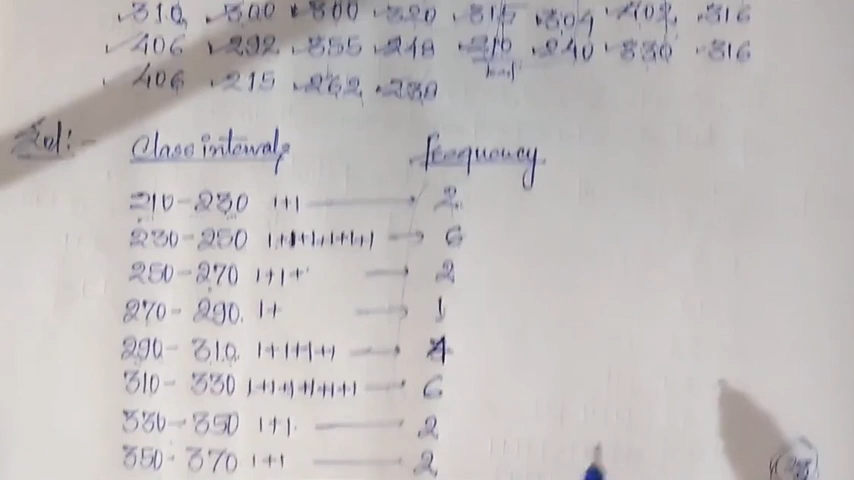 310, 300 300 320 315 304 402 316
406 292 355 248 210 240 330 316
406 215 262 230
Sol:-
Class intervals frequency
210-230 2
230-250 6
250-270 2
270-290. 1
290-310 4
310-330 6
330-350 2
350-370 2